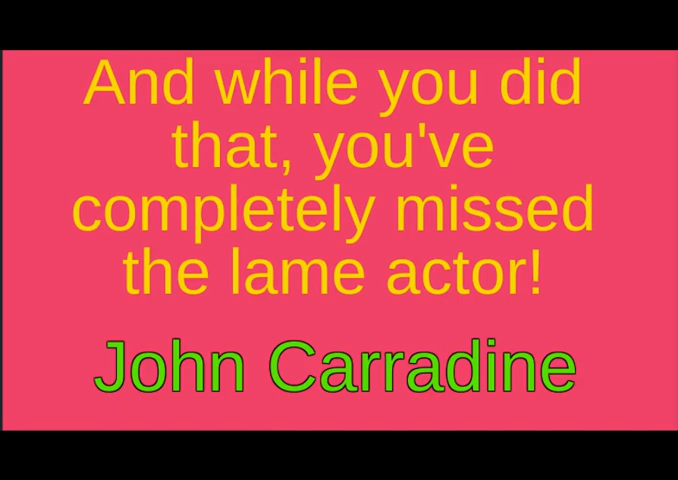 And while you did
that, you've
completely missed
the lame actor!
John Carradine